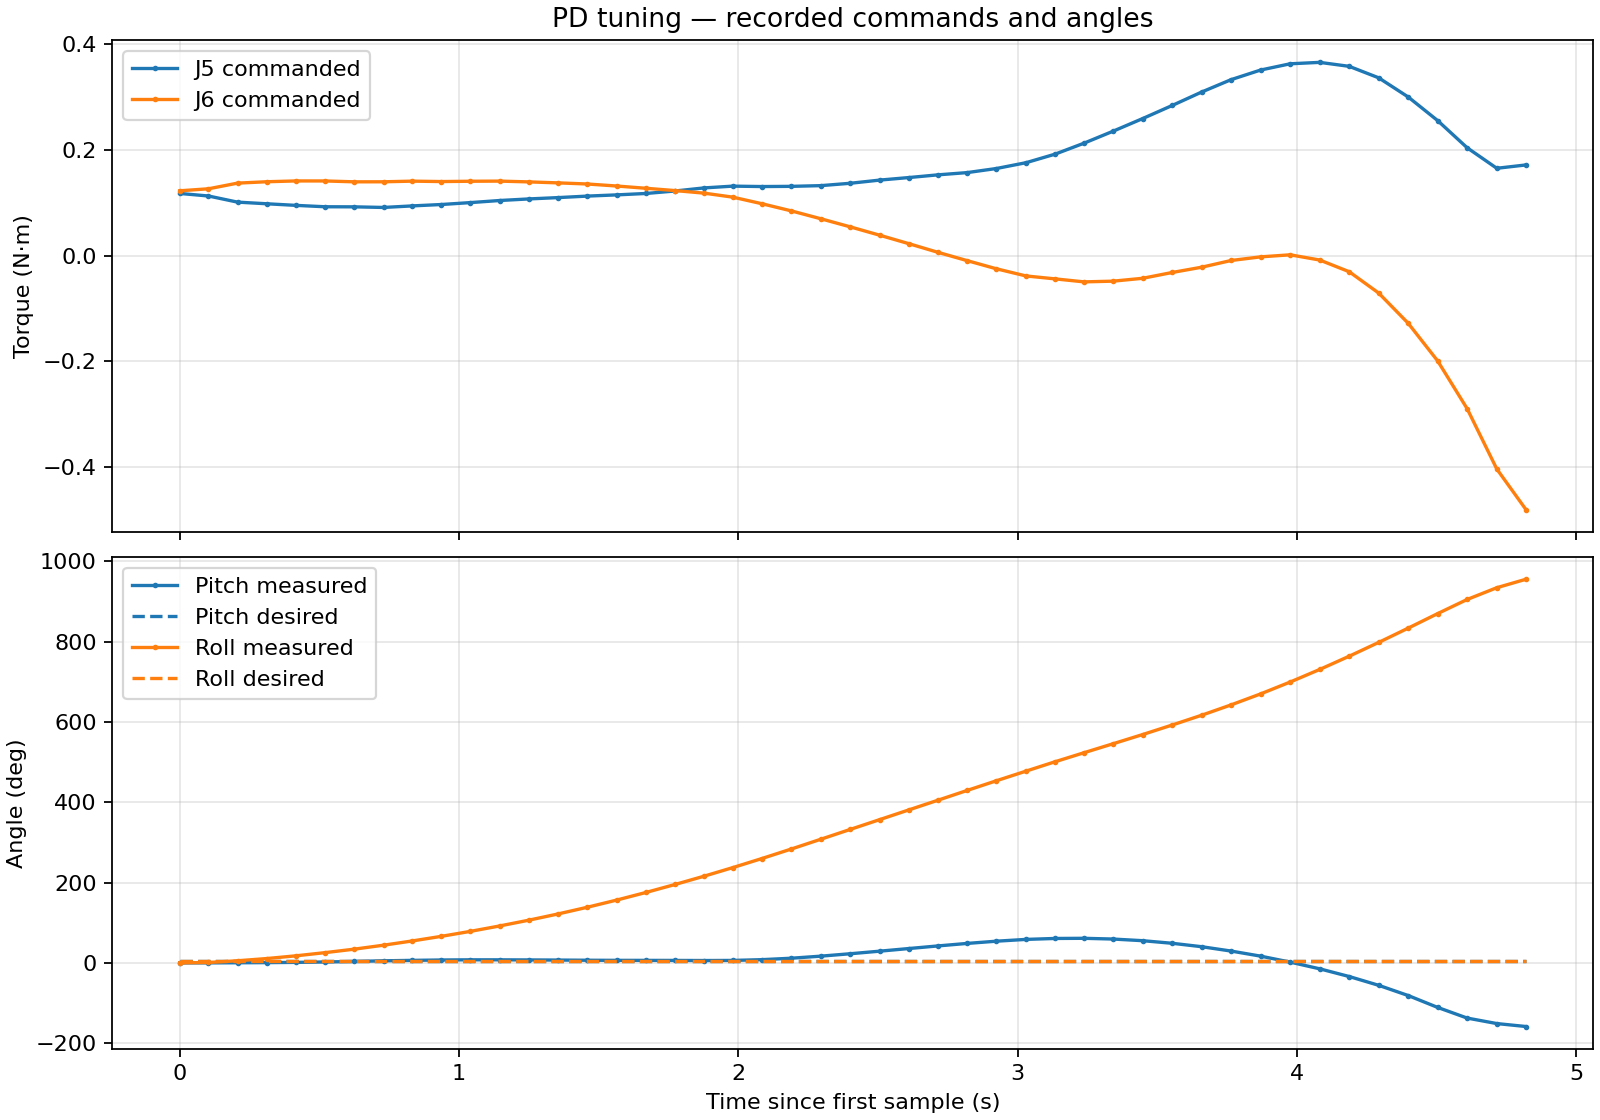 PD tuning — recorded commands and angles
J5 commanded
J6 commanded
Torque (N·m)
0.4
0.2
0.0
−0.2
−0.4
Pitch measured
Pitch desired
Roll measured
Roll desired
Angle (deg)
1000
800
600
400
200
0
−200
0 1 2 3 4 5
Time since first sample (s)